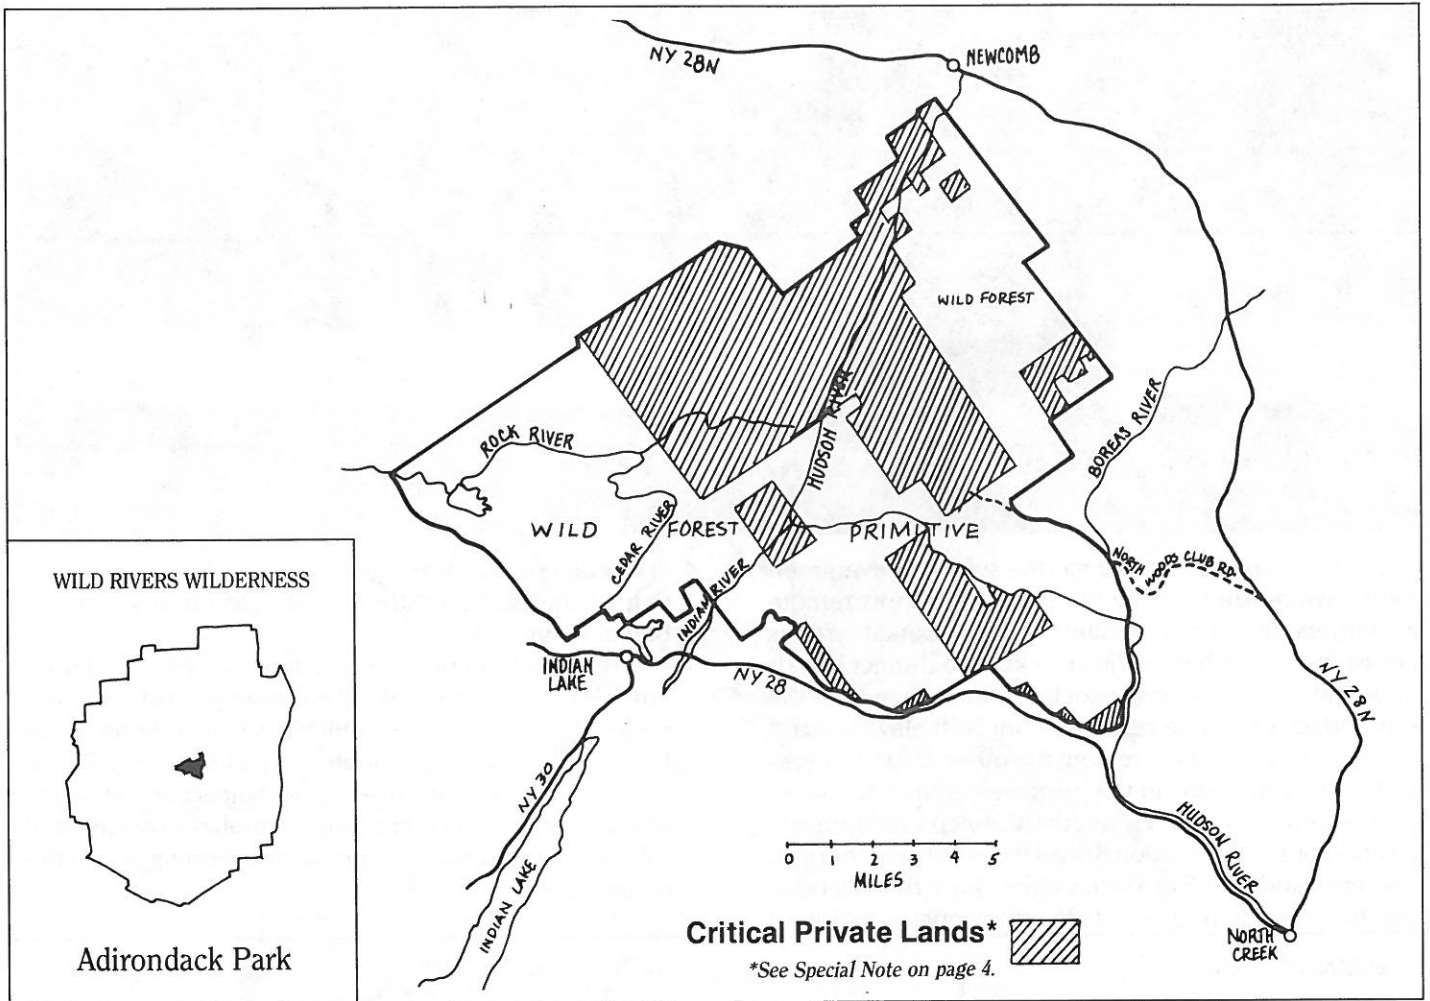 NY 28N
NEWCOMB
WILD FOREST
HUDSON RIVER
BOREAS RIVER
ROCK RIVER
WILD FOREST
PRIMITIVE
CEDAR RIVER
INDIAN RIVER
NORTH WOODS CLUB RD.
INDIAN
LAKE
NY 28
NY 28N
NY 30
INDIAN LAKE
HUDSON RIVER
0 1 2 3 4 5
MILES
NORTH
CREEK
Critical Private Lands*
*See Special Note on page 4.
WILD RIVERS WILDERNESS
Adirondack Park